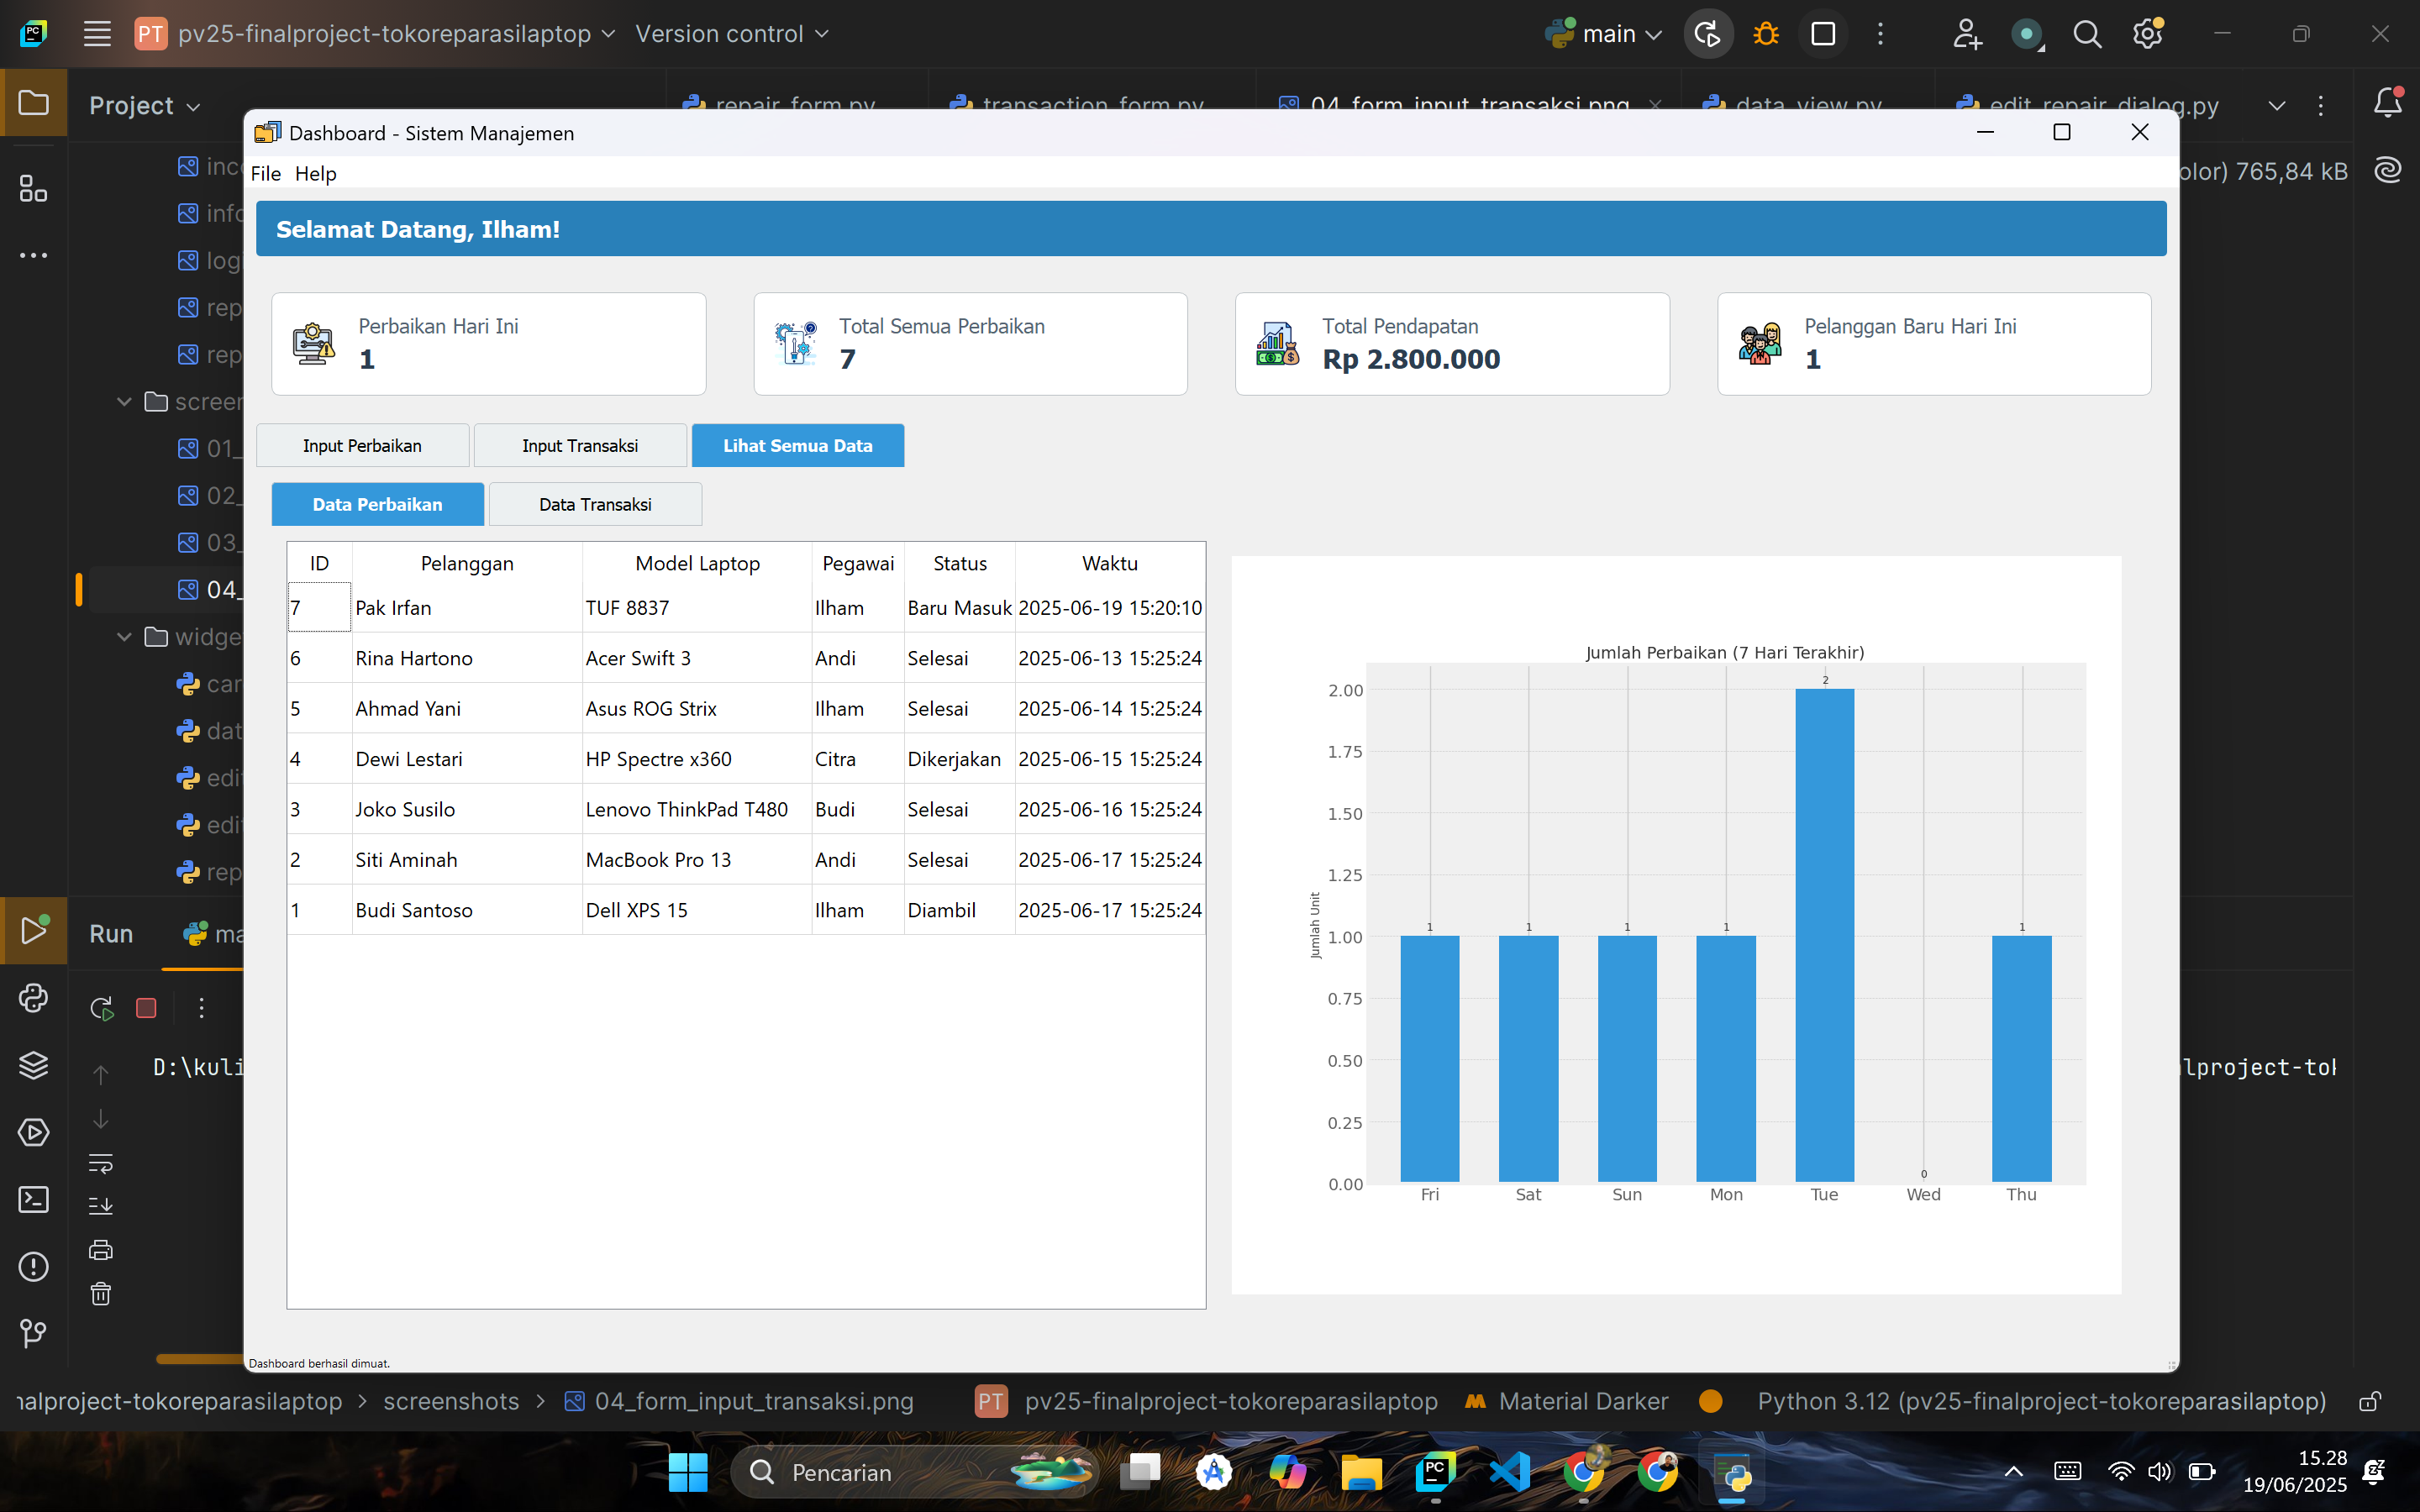 PT pv25-finalproject-tokoreparasilaptop Version control main
Project
repair_form.py transaction_form.py 04_form_input_transaksi.png data_view.py edit_repair_dialog.py
olor) 765,84 kB
Dashboard - Sistem Manajemen
File Help
Selamat Datang, Ilham!
Perbaikan Hari Ini
1
Total Semua Perbaikan
7
Total Pendapatan
Rp 2.800.000
Pelanggan Baru Hari Ini
1
Input Perbaikan Input Transaksi Lihat Semua Data
Data Perbaikan Data Transaksi
ID Pelanggan Model Laptop Pegawai Status Waktu
7 Pak Irfan TUF 8837 Ilham Baru Masuk 2025-06-19 15:20:10
6 Rina Hartono Acer Swift 3 Andi Selesai 2025-06-13 15:25:24
5 Ahmad Yani Asus ROG Strix Ilham Selesai 2025-06-14 15:25:24
4 Dewi Lestari HP Spectre x360 Citra Dikerjakan 2025-06-15 15:25:24
3 Joko Susilo Lenovo ThinkPad T480 Budi Selesai 2025-06-16 15:25:24
2 Siti Aminah MacBook Pro 13 Andi Selesai 2025-06-17 15:25:24
1 Budi Santoso Dell XPS 15 Ilham Diambil 2025-06-17 15:25:24
Jumlah Perbaikan (7 Hari Terakhir)
Jumlah Unit
2.00
1.75
1.50
1.25
1.00
0.75
0.50
0.25
0.00
1 1 1 1 2 0 1
Fri Sat Sun Mon Tue Wed Thu
Dashboard berhasil dimuat.
inc
info
log
rep
rep
screen
01_
02_
03_
04_
widge
car
dat
edit
edit
rep
Run ma
D:\kuli
lproject-tok
nalproject-tokoreparasilaptop > screenshots > 04_form_input_transaksi.png PT pv25-finalproject-tokoreparasilaptop Material Darker Python 3.12 (pv25-finalproject-tokoreparasilaptop)
Pencarian
15.28
19/06/2025